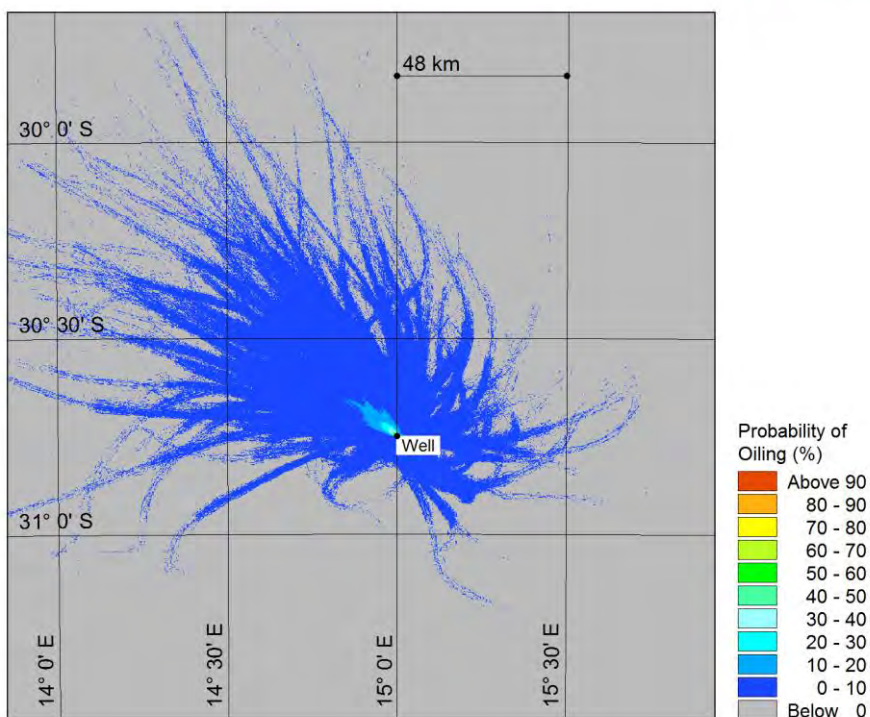 48 km
30° 0' S
30° 30' S
Well
31° 0' S
14° 0' E
14° 30' E
15° 0' E
15° 30' E
Probability of
Oiling (%)
Above 90
80 - 90
70 - 80
60 - 70
50 - 60
40 - 50
30 - 40
20 - 30
10 - 20
0 - 10
Below 0